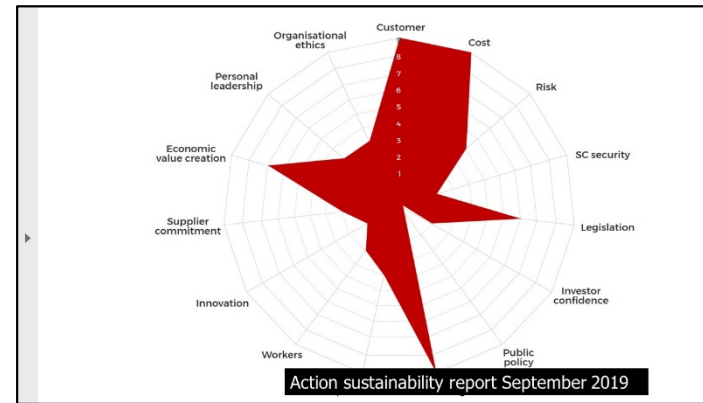 Customer
Cost
Risk
SC security
Legislation
Investor
confidence
Public
policy
Workers
Innovation
Supplier
commitment
Economic
value creation
Personal
leadership
Organisational
ethics
9
8
7
6
5
4
3
2
1
Action sustainability report September 2019